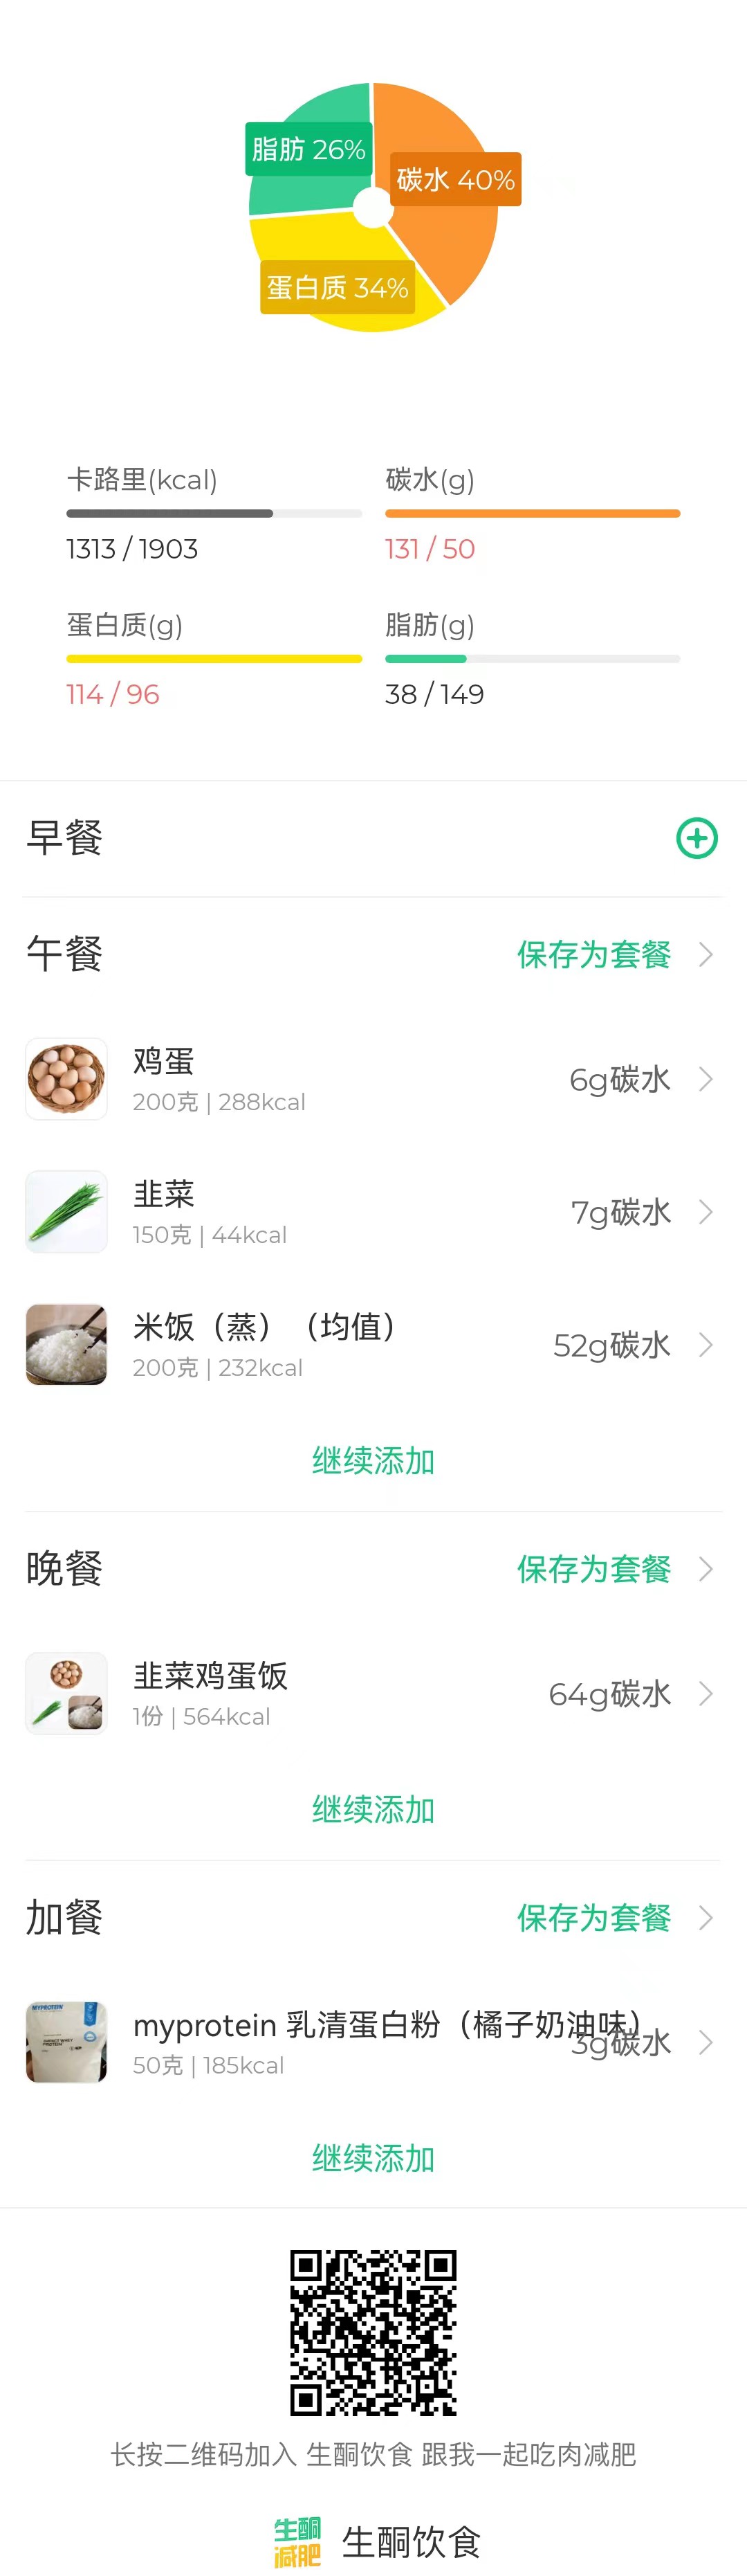 脂肪 26%
碳水 40%
蛋白质 34%
卡路里(kcal)
碳水(g)
1313 / 1903
131 / 50
蛋白质(g)
脂肪(g)
114 / 96
38 / 149
早餐
午餐
保存为套餐
鸡蛋
200克 | 288kcal
6g碳水
韭菜
150克 | 44kcal
7g碳水
米饭（蒸）（均值）
200克 | 232kcal
52g碳水
继续添加
晚餐
保存为套餐
韭菜鸡蛋饭
1份 | 564kcal
64g碳水
继续添加
加餐
保存为套餐
MYPROTEIN
myprotein 乳清蛋白粉（橘子奶油味）
50克 | 185kcal
3g碳水
继续添加
长按二维码加入 生酮饮食 跟我一起吃肉减肥
生酮
减肥
生酮饮食